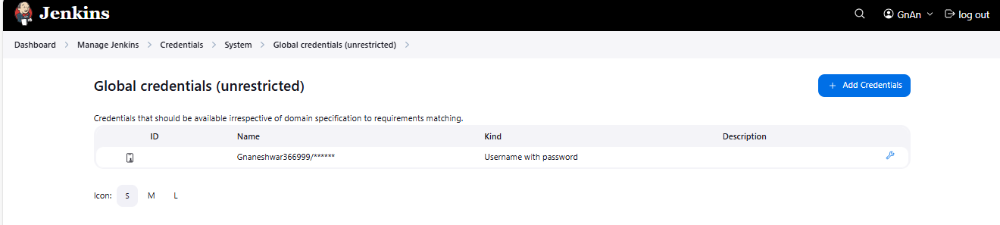 Jenkins GnAn log out
Dashboard Manage Jenkins Credentials System Global credentials (unrestricted)
Global credentials (unrestricted) + Add Credentials
Credentials that should be available irrespective of domain specification to requirements matching.
ID Name Kind Description
Gnaneshwar366999/****** Username with password
Icon: S M L